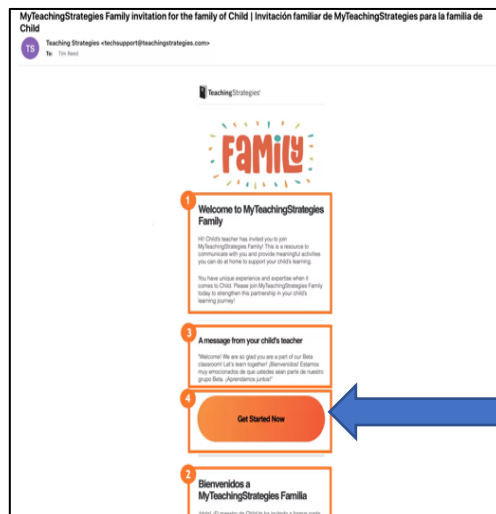 MyTeachingStrategies Family invitation for the family of Child | Invitación familiar de MyTeachingStrategies para la familia de
Child
TS
Teaching Strategies <techsupport@teachingstrategies.com>
To: Tim Reed
TeachingStrategies®
FAMILY
1
Welcome to MyTeachingStrategies
Family
Hi! Child's teacher has invited you to join
MyTeachingStrategies Family! This is a resource to
communicate with you and provide meaningful activities
you can do at home to support your child's learning.
You have unique experience and expertise when it
comes to Child. Please join MyTeachingStrategies Family
today to strengthen this partnership in your child's
learning journey!
3
A message from your child's teacher
"Welcome! We are so glad you are a part of our Beta
classroom! Let's learn together! ¡Bienvenidos! Estamos
muy emocionados de que ustedes sean parte de nuestro
grupo Beta. ¡Aprendamos juntos!"
4
Get Started Now
2
Bienvenidos a
MyTeachingStrategies Familia